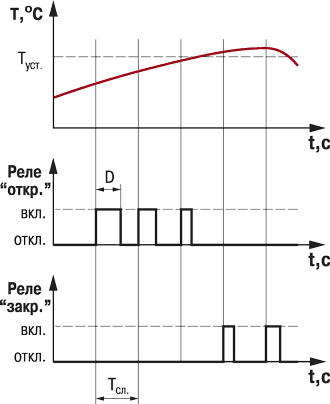 T,°C
Tуст.
t,c
Реле
“откр.”
D
вкл.
откл.
t,c
Реле
“закр.”
вкл.
откл.
t,c
Tсл.